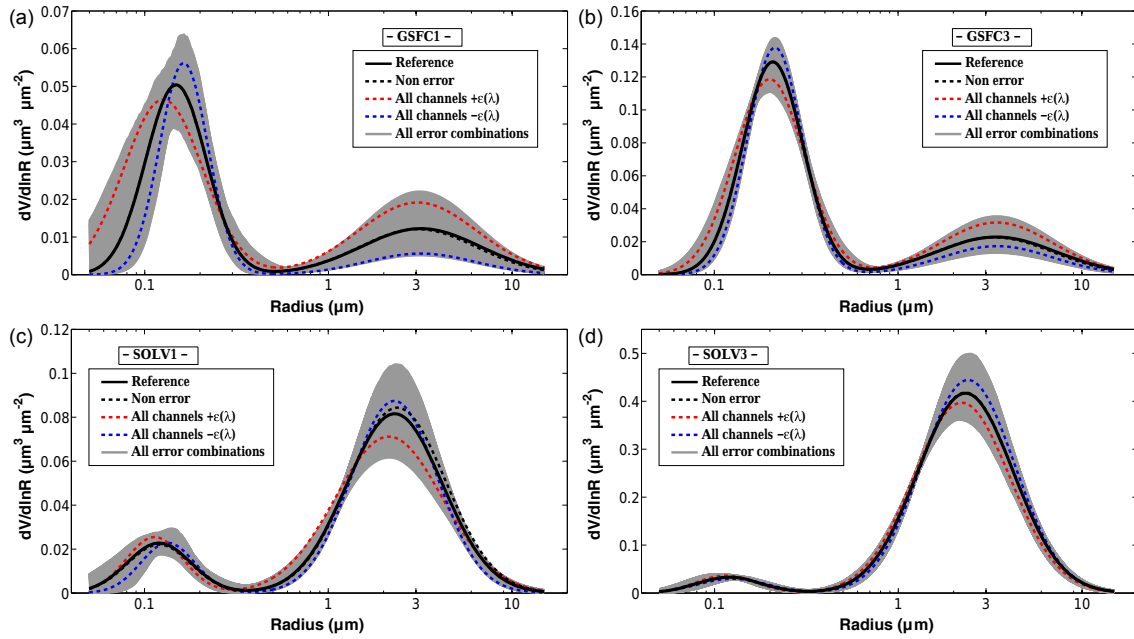 (a)
– GSFC1 –
Reference
Non error
All channels +ε(λ)
All channels −ε(λ)
All error combinations
dV/dlnR (µm³ µm⁻²)
0.07
0.06
0.05
0.04
0.03
0.02
0.01
0
0.1 1 3 10
Radius (µm)
(b)
– GSFC3 –
Reference
Non error
All channels +ε(λ)
All channels −ε(λ)
All error combinations
dV/dlnR (µm³ µm⁻²)
0.16
0.14
0.12
0.10
0.08
0.06
0.04
0.02
0
0.1 1 3 10
Radius (µm)
(c)
– SOLV1 –
Reference
Non error
All channels +ε(λ)
All channels −ε(λ)
All error combinations
dV/dlnR (µm³ µm⁻²)
0.12
0.1
0.08
0.06
0.04
0.02
0
0.1 1 3 10
Radius (µm)
(d)
– SOLV3 –
Reference
Non error
All channels +ε(λ)
All channels −ε(λ)
All error combinations
dV/dlnR (µm³ µm⁻²)
0.5
0.4
0.3
0.2
0.1
0
0.1 1 3 10
Radius (µm)